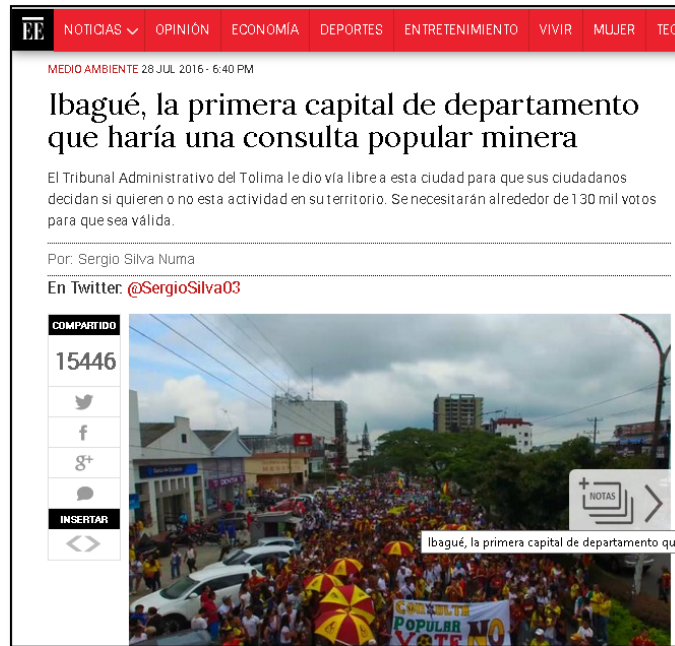 EE NOTICIAS OPINIÓN ECONOMÍA DEPORTES ENTRETENIMIENTO VIVIR MUJER TEC
MEDIO AMBIENTE 28 JUL 2016 - 6:40 PM
Ibagué, la primera capital de departamento
que haría una consulta popular minera
El Tribunal Administrativo del Tolima le dio vía libre a esta ciudad para que sus ciudadanos
decidan si quieren o no esta actividad en su territorio. Se necesitarán alrededor de 130 mil votos
para que sea válida.
Por: Sergio Silva Numa
En Twitter: @SergioSilva03
COMPARTIDO
15446
f
g+
INSERTAR
NOTAS
Ibagué, la primera capital de departamento qu
CONSULTA
POPULAR
VOTE NO